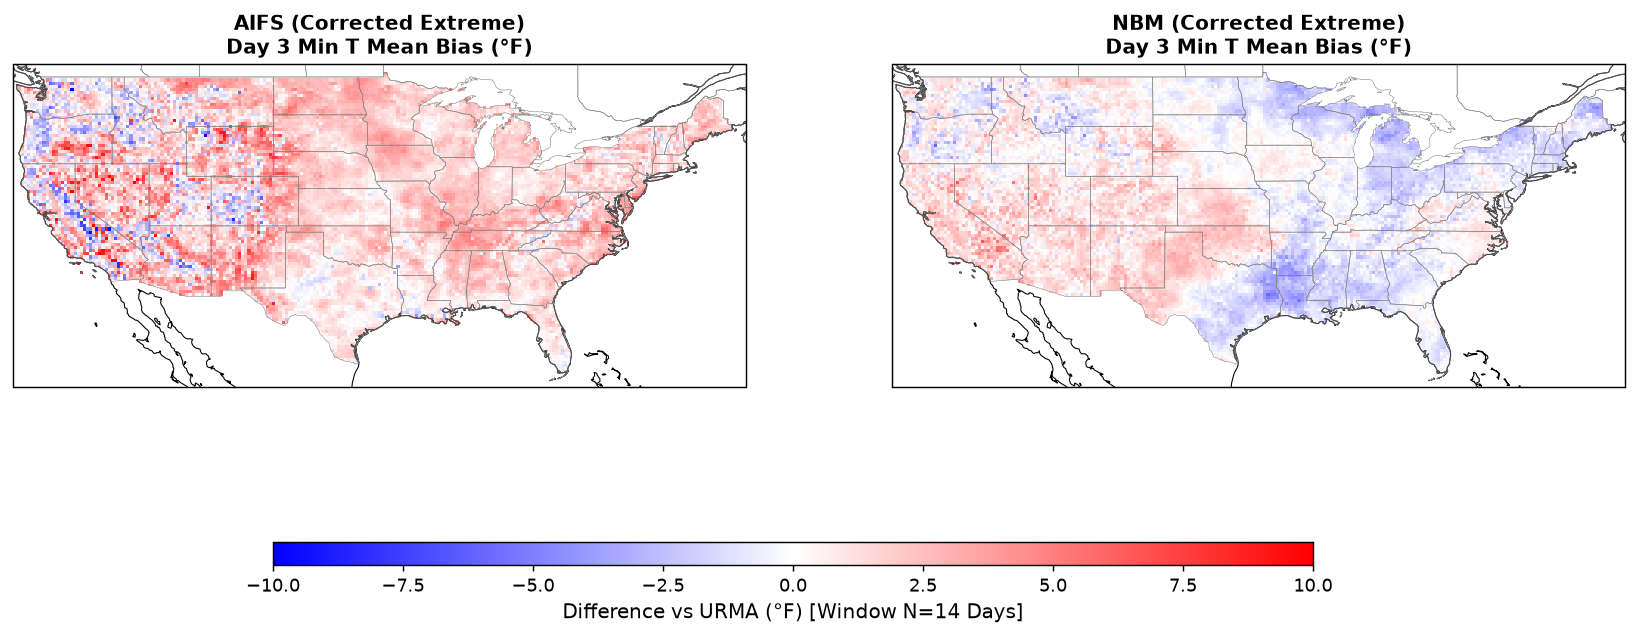 AIFS (Corrected Extreme)
Day 3 Min T Mean Bias (°F)
NBM (Corrected Extreme)
Day 3 Min T Mean Bias (°F)
−10.0 −7.5 −5.0 −2.5 0.0 2.5 5.0 7.5 10.0
Difference vs URMA (°F) [Window N=14 Days]